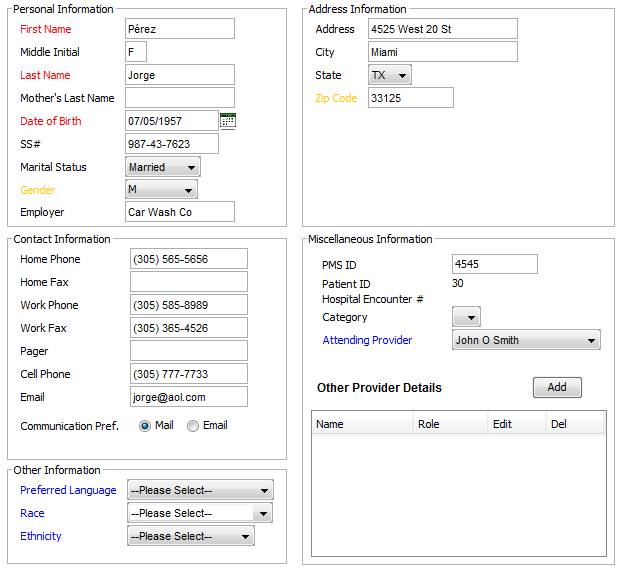 Personal Information
First Name Pérez
Middle Initial F
Last Name Jorge
Mother's Last Name
Date of Birth 07/05/1957
SS# 987-43-7623
Marital Status Married
Gender M
Employer Car Wash Co
Address Information
Address 4525 West 20 St
City Miami
State TX
Zip Code 33125
Contact Information
Home Phone (305) 565-5656
Home Fax
Work Phone (305) 585-8989
Work Fax (305) 365-4526
Pager
Cell Phone (305) 777-7733
Email jorge@aol.com
Communication Pref. Mail Email
Miscellaneous Information
PMS ID 4545
Patient ID 30
Hospital Encounter #
Category
Attending Provider John O Smith
Other Provider Details Add
Name Role Edit Del
Other Information
Preferred Language --Please Select--
Race --Please Select--
Ethnicity --Please Select--